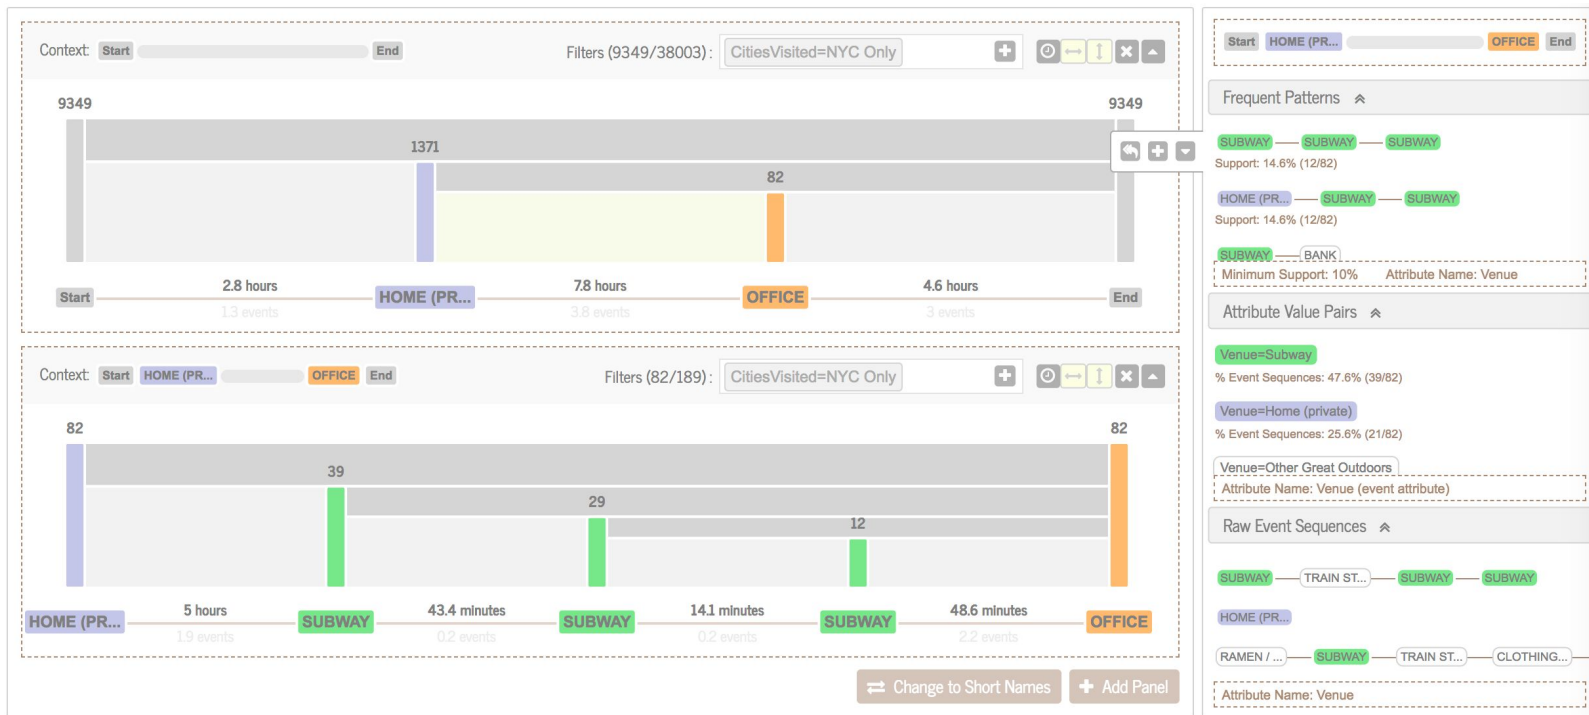 Context: Start End Filters (9349/38003) : CitiesVisited=NYC Only
9349 9349
1371
82
2.8 hours 7.8 hours 4.6 hours
Start HOME (PR... OFFICE End
1.3 events 3.8 events 3 events
Context: Start HOME (PR... OFFICE End Filters (82/189) : CitiesVisited=NYC Only
82 82
39
29
12
5 hours 43.4 minutes 14.1 minutes 48.6 minutes
HOME (PR... SUBWAY SUBWAY SUBWAY OFFICE
1.9 events 0.2 events 0.2 events 2.2 events
Change to Short Names Add Panel
Start HOME (PR... OFFICE End
Frequent Patterns
SUBWAY SUBWAY SUBWAY
Support: 14.6% (12/82)
HOME (PR... SUBWAY SUBWAY
Support: 14.6% (12/82)
SUBWAY BANK
Minimum Support: 10% Attribute Name: Venue
Attribute Value Pairs
Venue=Subway
% Event Sequences: 47.6% (39/82)
Venue=Home (private)
% Event Sequences: 25.6% (21/82)
Venue=Other Great Outdoors
Attribute Name: Venue (event attribute)
Raw Event Sequences
SUBWAY TRAIN ST... SUBWAY SUBWAY
HOME (PR...
RAMEN / ... SUBWAY TRAIN ST... CLOTHING...
Attribute Name: Venue